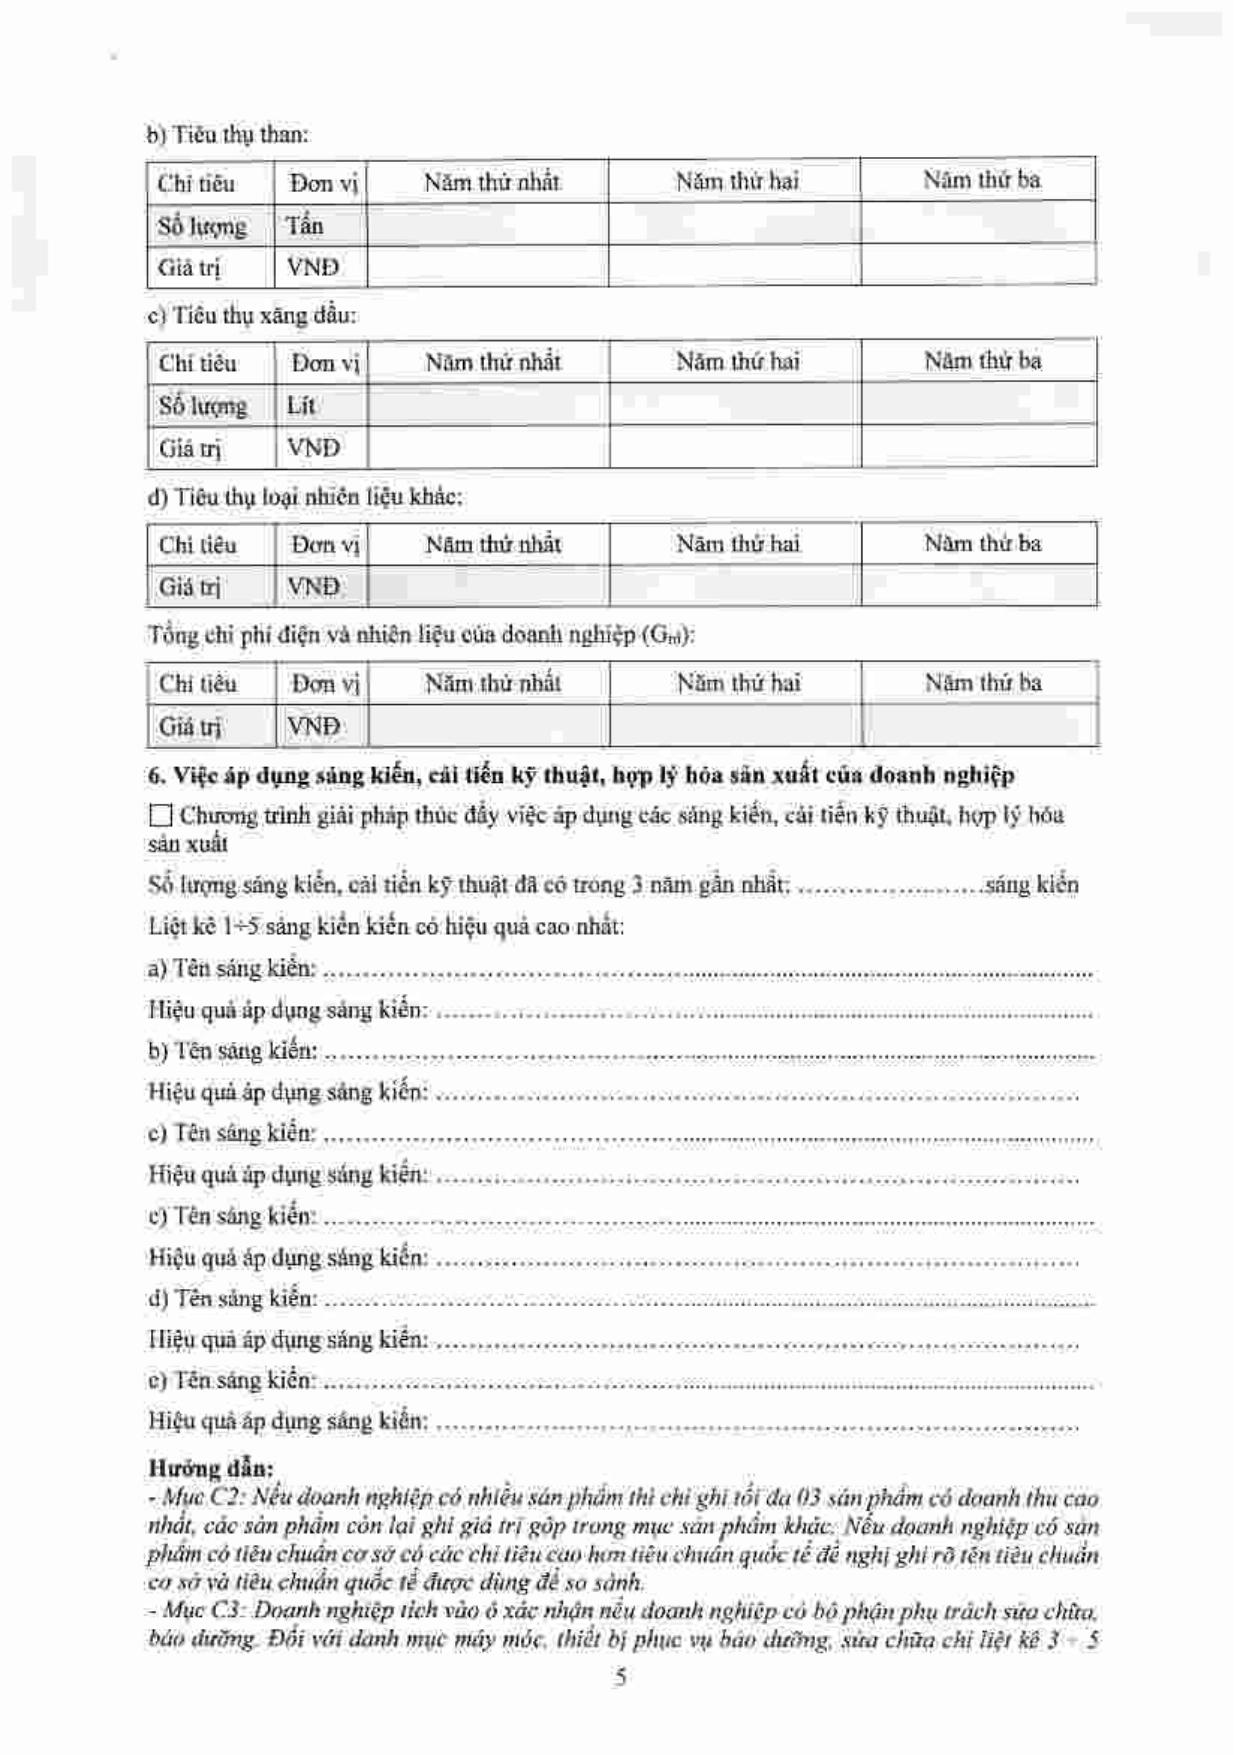 b) Tiêu thụ than:
Chỉ tiêu Đơn vị Năm thứ nhất Năm thứ hai Năm thứ ba
Số lượng Tấn
Giá trị VNĐ
c) Tiêu thụ xăng dầu:
Chỉ tiêu Đơn vị Năm thứ nhất Năm thứ hai Năm thứ ba
Số lượng Lít
Giá trị VNĐ
d) Tiêu thụ loại nhiên liệu khác:
Chỉ tiêu Đơn vị Năm thứ nhất Năm thứ hai Năm thứ ba
Giá trị VNĐ
Tổng chi phí điện và nhiên liệu của doanh nghiệp (Gnl):
Chỉ tiêu Đơn vị Năm thứ nhất Năm thứ hai Năm thứ ba
Giá trị VNĐ
6. Việc áp dụng sáng kiến, cải tiến kỹ thuật, hợp lý hóa sản xuất của doanh nghiệp
☐ Chương trình giải pháp thúc đẩy việc áp dụng các sáng kiến, cải tiến kỹ thuật, hợp lý hóa
sản xuất
Số lượng sáng kiến, cải tiến kỹ thuật đã có trong 3 năm gần nhất: ........................sáng kiến
Liệt kê 1÷5 sáng kiến kiến có hiệu quả cao nhất:
a) Tên sáng kiến: ........................
Hiệu quả áp dụng sáng kiến: ........................
b) Tên sáng kiến: ........................
Hiệu quả áp dụng sáng kiến: ........................
c) Tên sáng kiến: ........................
Hiệu quả áp dụng sáng kiến: ........................
c) Tên sáng kiến: ........................
Hiệu quả áp dụng sáng kiến: ........................
d) Tên sáng kiến: ........................
Hiệu quả áp dụng sáng kiến: ........................
e) Tên sáng kiến: ........................
Hiệu quả áp dụng sáng kiến: ........................
Hướng dẫn:
- Mục C2: Nếu doanh nghiệp có nhiều sản phẩm thì chỉ ghi tối đa 03 sản phẩm có doanh thu cao
nhất, các sản phẩm còn lại ghi giá trị gộp trong mục sản phẩm khác. Nếu doanh nghiệp có sản
phẩm có tiêu chuẩn cơ sở có các chỉ tiêu cao hơn tiêu chuẩn quốc tế đề nghị ghi rõ tên tiêu chuẩn
cơ sở và tiêu chuẩn quốc tế được dùng để so sánh.
- Mục C3: Doanh nghiệp tích vào ô xác nhận nếu doanh nghiệp có bộ phận phụ trách sửa chữa,
bảo dưỡng. Đối với danh mục máy móc, thiết bị phục vụ bảo dưỡng, sửa chữa chỉ liệt kê 3 ÷ 5
5